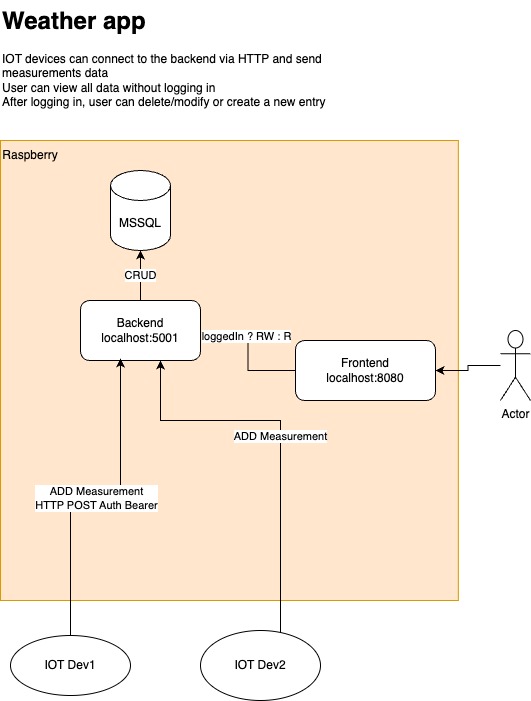 Weather app
IOT devices can connect to the backend via HTTP and send
measurements data
User can view all data without logging in
After logging in, user can delete/modify or create a new entry
Raspberry
MSSQL
CRUD
Backend
localhost:5001
loggedIn ? RW : R
Frontend
localhost:8080
Actor
ADD Measurement
ADD Measurement
HTTP POST Auth Bearer
IOT Dev1
IOT Dev2